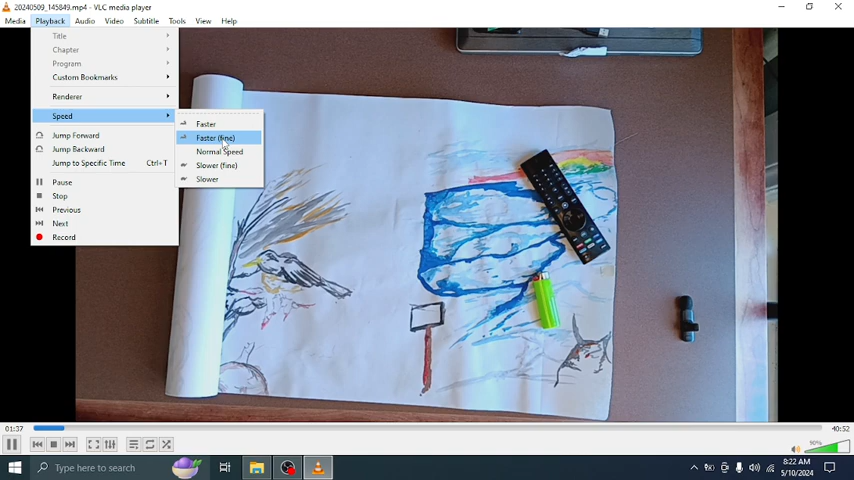 20240509_145849.mp4 - VLC media player
Media Playback Audio Video Subtitle Tools View Help
Title
Chapter
Program
Custom Bookmarks
Renderer
Speed
Faster
Faster (fine)
Normal Speed
Slower (fine)
Slower
Jump Forward
Jump Backward
Jump to Specific Time Ctrl+T
Pause
Stop
Previous
Next
Record
01:37 40:52
90%
Type here to search
8:22 AM
5/10/2024